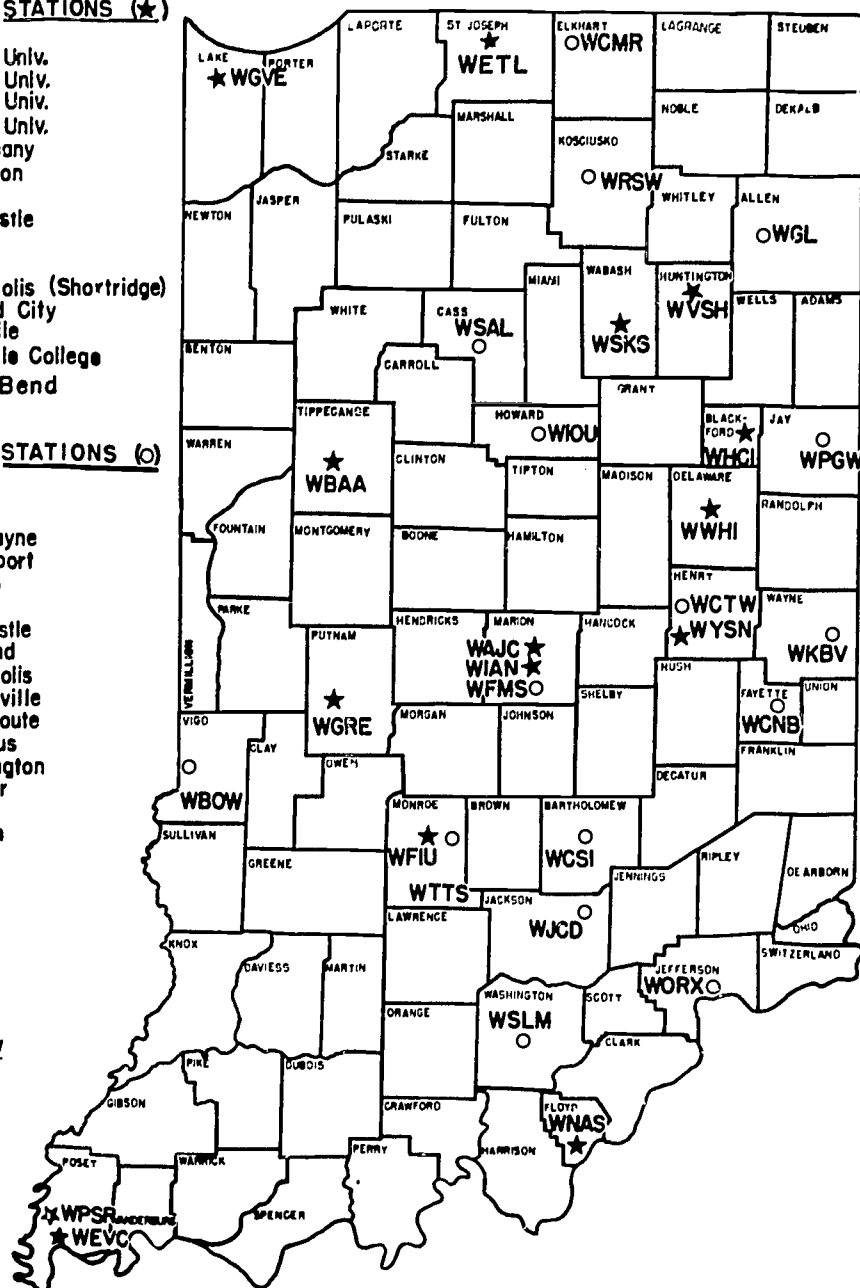 STATIONS (★)
Univ.
Univ.
Univ.
Univ.
any
on
stle
olis (Shortridge)
d City
lle
le College
Bend
STATIONS (○)
ayne
port
stle
nd
olis
ville
oute
us
ngton
r
n
LAPORTE
ST JOSEPH
WETL
ELKHART
WCMR
LAGRANGE
STEUBEN
LAKE
WGVE
PORTER
MARSHALL
NOBLE
DEKALB
STARKE
KOSCIUSKO
WRSW
WHITLEY
ALLEN
WGL
NEWTON
JASPER
PULASKI
FULTON
MIAMI
WABASH
WSKS
HUNTINGTON
WVSH
WELLS
ADAMS
WHITE
CASS
WSAL
BENTON
CARROLL
GRANT
TIPPECANOE
WBAA
HOWARD
WIOU
BLACK-
FORD
WHCI
JAY
WPGW
WARREN
CLINTON
TIPTON
MADISON
DELAWARE
WWHI
RANDOLPH
FOUNTAIN
MONTGOMERY
BOONE
HAMILTON
HENRY
WCTW
WYSN
WAYNE
WKBV
VERMILLION
PARKE
PUTNAM
WGRE
HENDRICKS
MARION
WAJC
WIAN
WFMS
HANCOCK
RUSH
FAYETTE
WCNB
UNION
SHELBY
VIGO
WBOW
CLAY
MORGAN
JOHNSON
FRANKLIN
OWEN
DECATUR
MONROE
WFIU
WTTS
BROWN
BARTHOLOMEW
WCSI
SULLIVAN
GREENE
JENNINGS
RIPLEY
DEARBORN
JACKSON
WJCD
LAWRENCE
OHIO
KNOX
DAVIESS
MARTIN
JEFFERSON
WORX
SWITZERLAND
WASHINGTON
WSLM
SCOTT
ORANGE
CLARK
PIKE
DUBOIS
GIBSON
CRAWFORD
FLOYD
WNAS
HARRISON
POSEY
WARRICK
PERRY
WPSR
VANDERBURG
SPENCER
WEVC